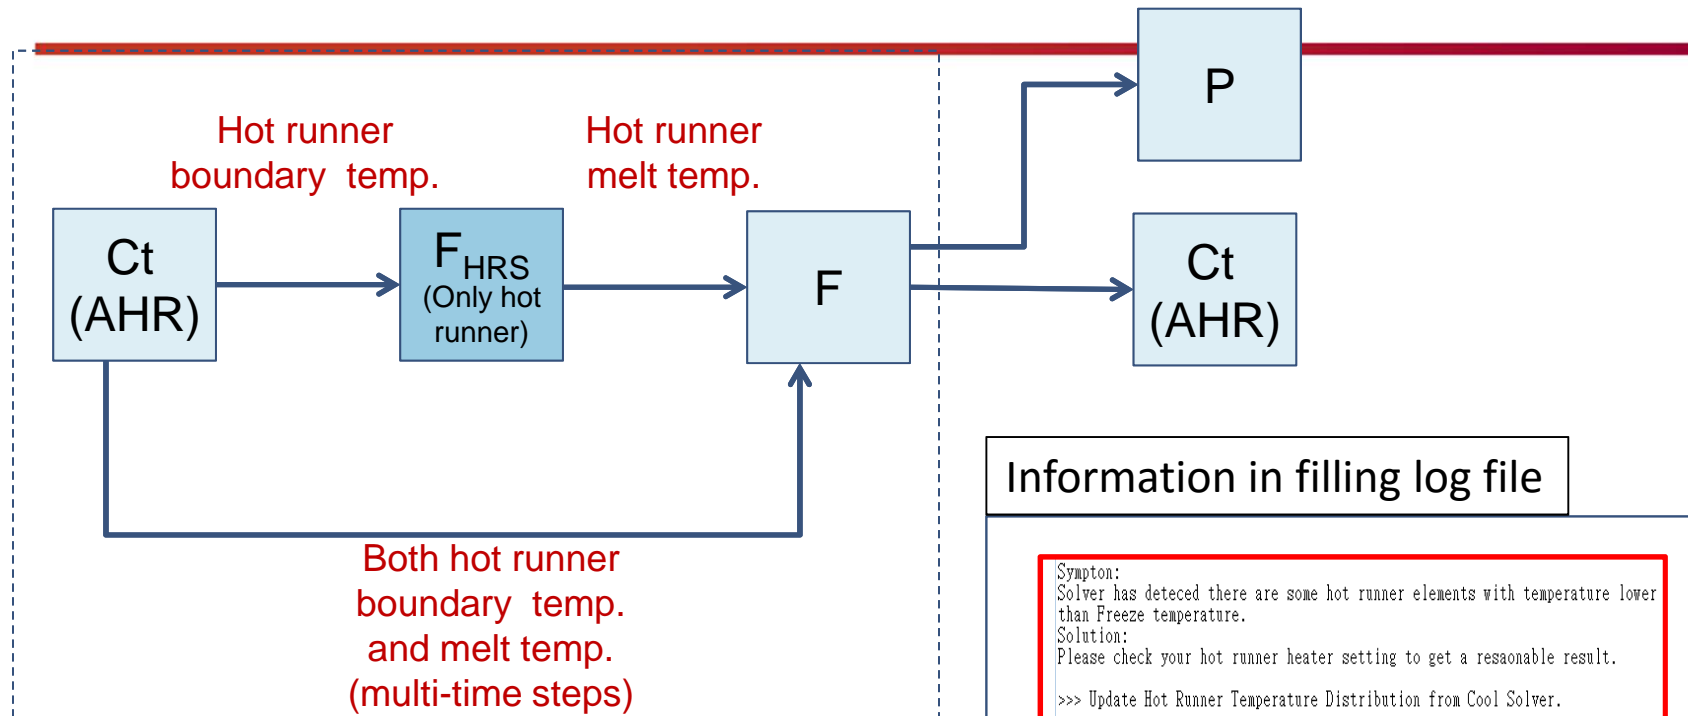 P
Hot runner
boundary temp.
Hot runner
melt temp.
Ct
(AHR)
F HRS
(Only hot
runner)
F
Ct
(AHR)
Both hot runner
boundary temp.
and melt temp.
(multi-time steps)
Information in filling log file
Sympton:
Solver has deteced there are some hot runner elements with temperature lower
than Freeze temperature.
Solution:
Please check your hot runner heater setting to get a resaonable result.
>>> Update Hot Runner Temperature Distribution from Cool Solver.